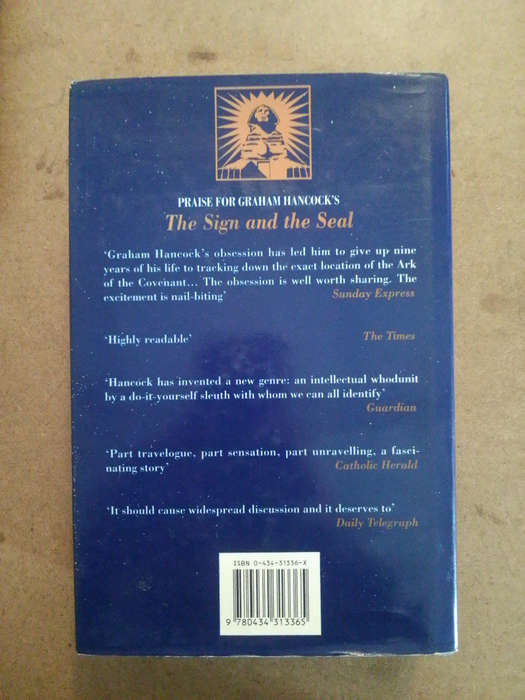 PRAISE FOR GRAHAM HANCOCK'S
The Sign and the Seal
‘Graham Hancock’s obsession has led him to give up nine
years of his life to tracking down the exact location of the Ark
of the Covenant... The obsession is well worth sharing. The
excitement is nail-biting’ Sunday Express
‘Highly readable’ The Times
‘Hancock has invented a new genre: an intellectual whodunit
by a do-it-yourself sleuth with whom we can all identify’
Guardian
‘Part travelogue, part sensation, part unravelling, a fasci-
nating story’ Catholic Herald
‘It should cause widespread discussion and it deserves to’
Daily Telegraph
ISBN 0-434-31336-X
9 780434 313365